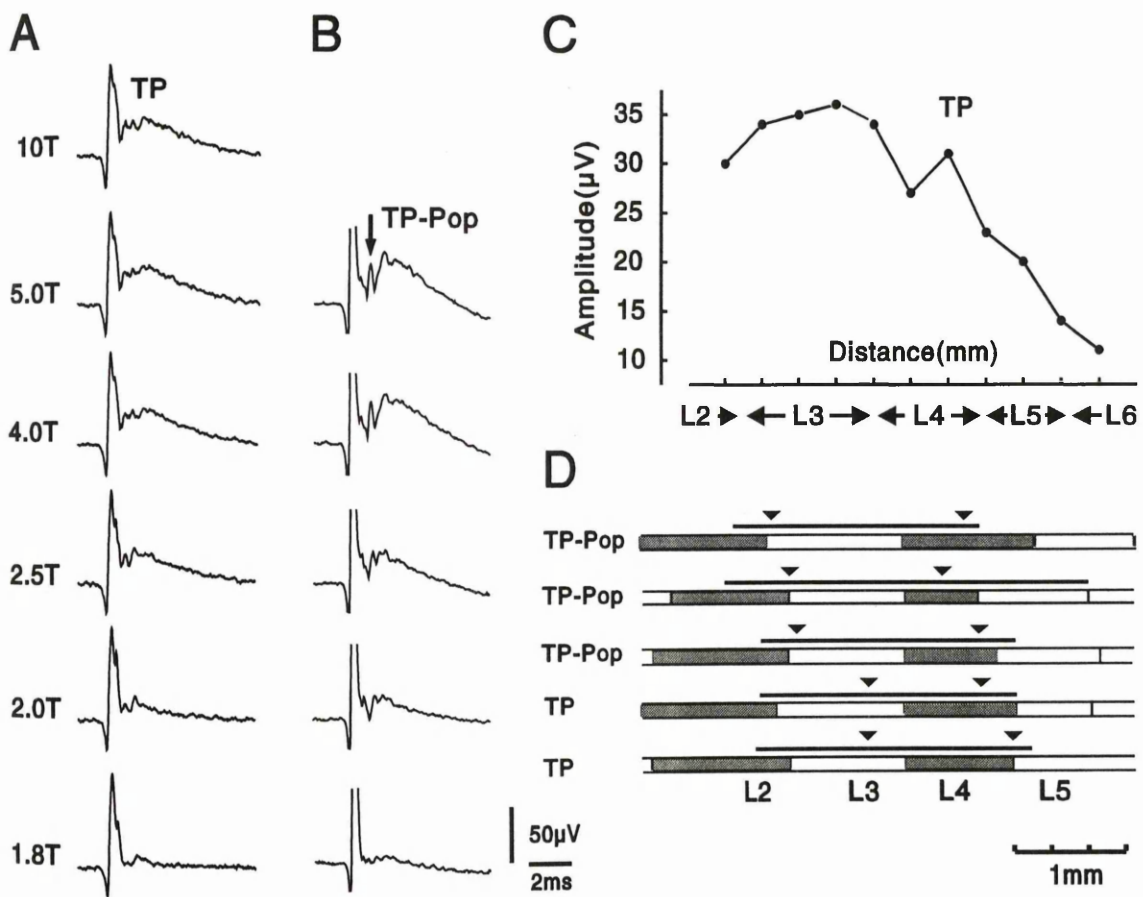 A
TP
10T
5.0T
4.0T
2.5T
2.0T
1.8T
B
TP-Pop
50µV
2ms
C
TP
Amplitude(µV)
35
30
25
20
15
10
Distance(mm)
L2 L3 L4 L5 L6
D
TP-Pop
TP-Pop
TP-Pop
TP
TP
L2 L3 L4 L5
1mm